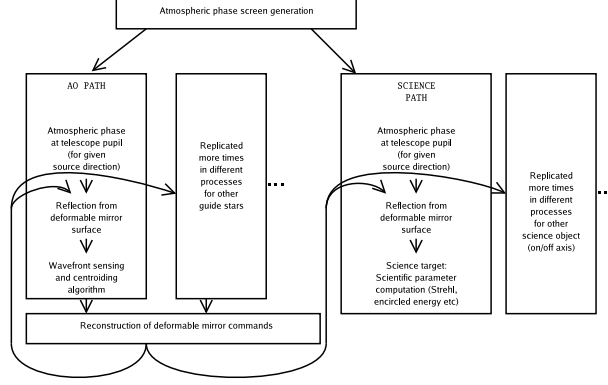 Atmospheric phase screen generation
AO PATH
Atmospheric phase
at telescope pupil
(for given
source direction)
Reflection from
deformable mirror
surface
Wavefront sensing
and centroiding
algorithm
Replicated
more times
in different
processes
for other
guide stars
...
SCIENCE
PATH
Atmospheric phase
at telescope pupil
(for given
source direction)
Reflection from
deformable mirror
surface
Science target:
Scientific parameter
computation (Strehl,
encircled energy etc)
Replicated
more times
in different
processes
for other
science object
(on/off axis)
..
Reconstruction of deformable mirror commands